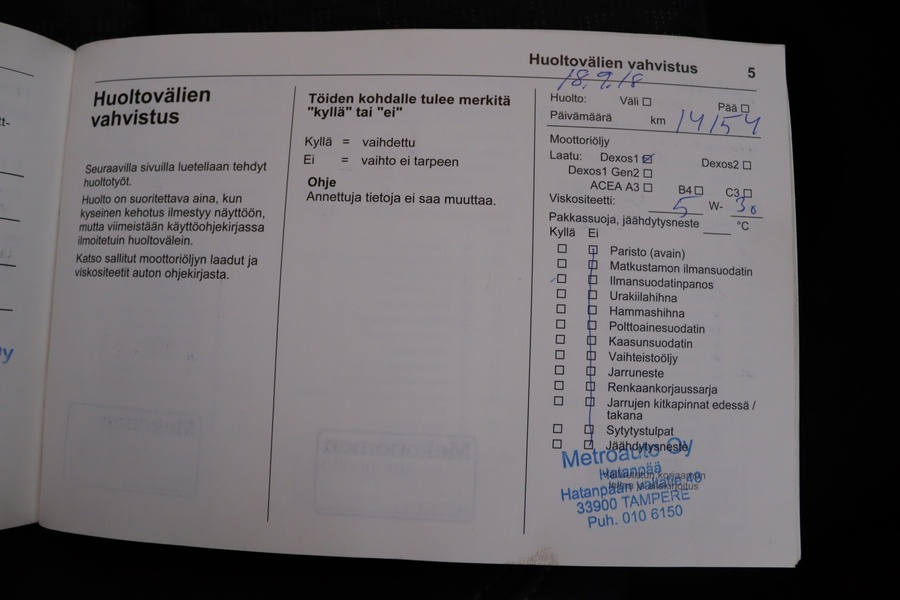 Huoltovälien vahvistus 5
Huoltovälien
vahvistus
Seuraavilla sivuilla luetellaan tehdyt
huoltotyöt.
Huolto on suoritettava aina, kun
kyseinen kehotus ilmestyy näyttöön,
mutta viimeistään käyttöohjekirjassa
ilmoitetuin huoltovälein.
Katso sallitut moottoriöljyn laadut ja
viskositeetit auton ohjekirjasta.
Töiden kohdalle tulee merkitä
"kyllä" tai "ei"
Kyllä = vaihdettu
Ei = vaihto ei tarpeen
Ohje
Annettuja tietoja ei saa muuttaa.
18.9.18
Huolto: Väli Pää
Päivämäärä km 14154
Moottoriöljy
Laatu: Dexos1 Dexos2
Dexos1 Gen2
ACEA A3 B4 C3
Viskositeetti: 5 W- 30
Pakkassuoja, jäähdytysneste °C
Kyllä Ei
Paristo (avain)
Matkustamon ilmansuodatin
Ilmansuodatinpanos
Urakiilahihna
Hammashihna
Polttoainesuodatin
Kaasunsuodatin
Vaihteistoöljy
Jarruneste
Renkaankorjaussarja
Jarrujen kitkapinnat edessä /
takana
Sytytystulpat
Jäähdytysneste
Metroauto Oy
Hatanpää
Hatanpään valtatie 40
33900 TAMPERE
Puh. 010 6150
Mekonomen